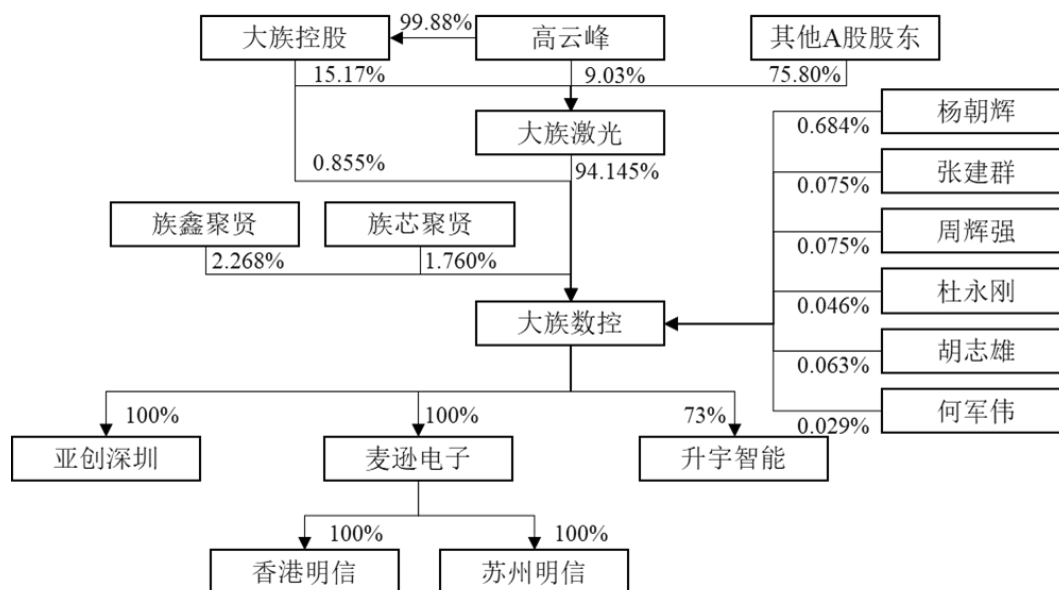 99.88%
大族控股
高云峰
其他A股股东
15.17%
9.03%
75.80%
杨朝辉
0.684%
大族激光
0.855%
94.145%
张建群
0.075%
族鑫聚贤
族芯聚贤
周辉强
0.075%
2.268%
1.760%
杜永刚
0.046%
大族数控
胡志雄
0.063%
何军伟
0.029%
100%
100%
73%
亚创深圳
麦逊电子
升宇智能
100%
100%
香港明信
苏州明信